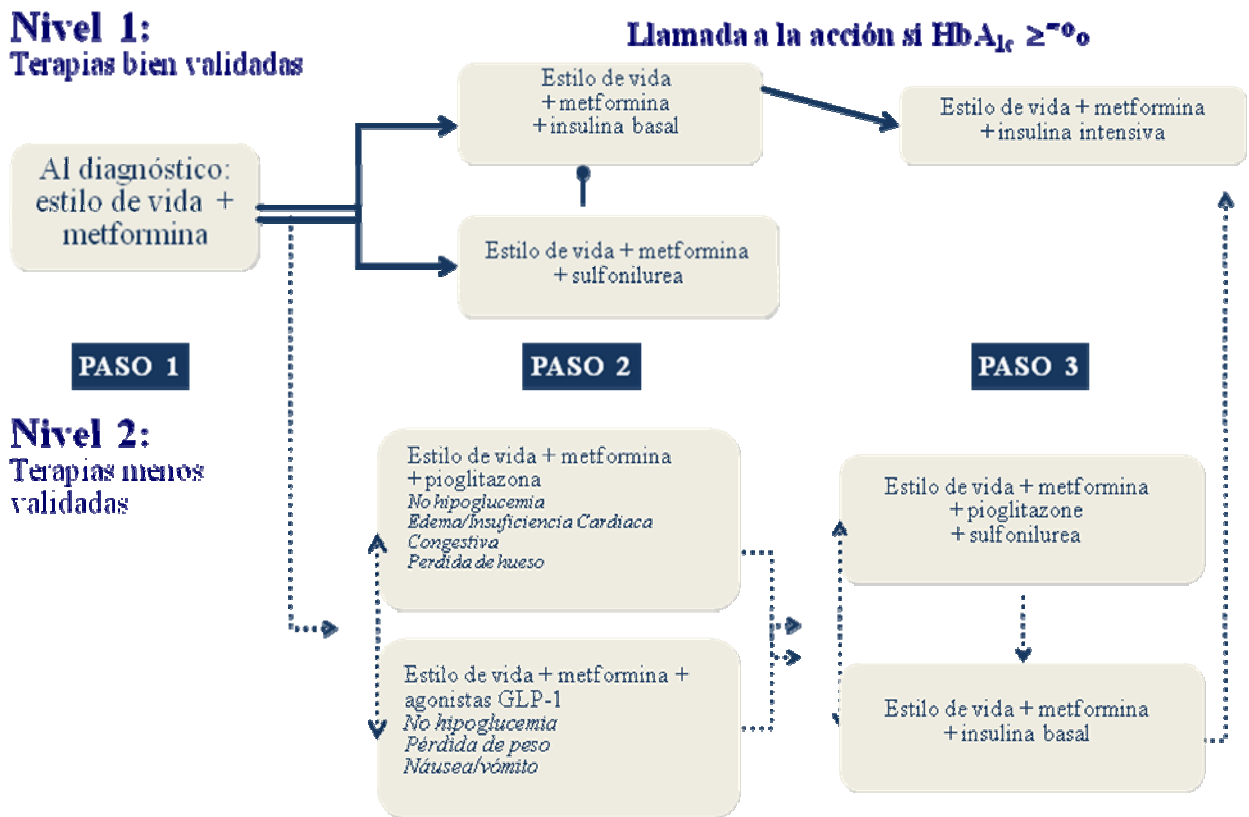 Nivel 1:
Terapias bien validadas
Llamada a la acción si HbA1c ≥
Al diagnóstico:
estilo de vida +
metformina
Estilo de vida
+ metformina
+ insulina basal
Estilo de vida + metformina
+ insulina intensiva
Estilo de vida + metformina
+ sulfonilurea
PASO 1
PASO 2
PASO 3
Nivel 2:
Terapias menos
validadas
Estilo de vida + metformina
+ pioglitazona
No hipoglucemia
Edema/Insuficiencia Cardiaca
Congestiva
Perdida de hueso
Estilo de vida + metformina +
agonistas GLP-1
No hipoglucemia
Pérdida de peso
Náusea/vómito
Estilo de vida + metformina
+ pioglitazone
+ sulfonilurea
Estilo de vida + metformina
+ insulina basal